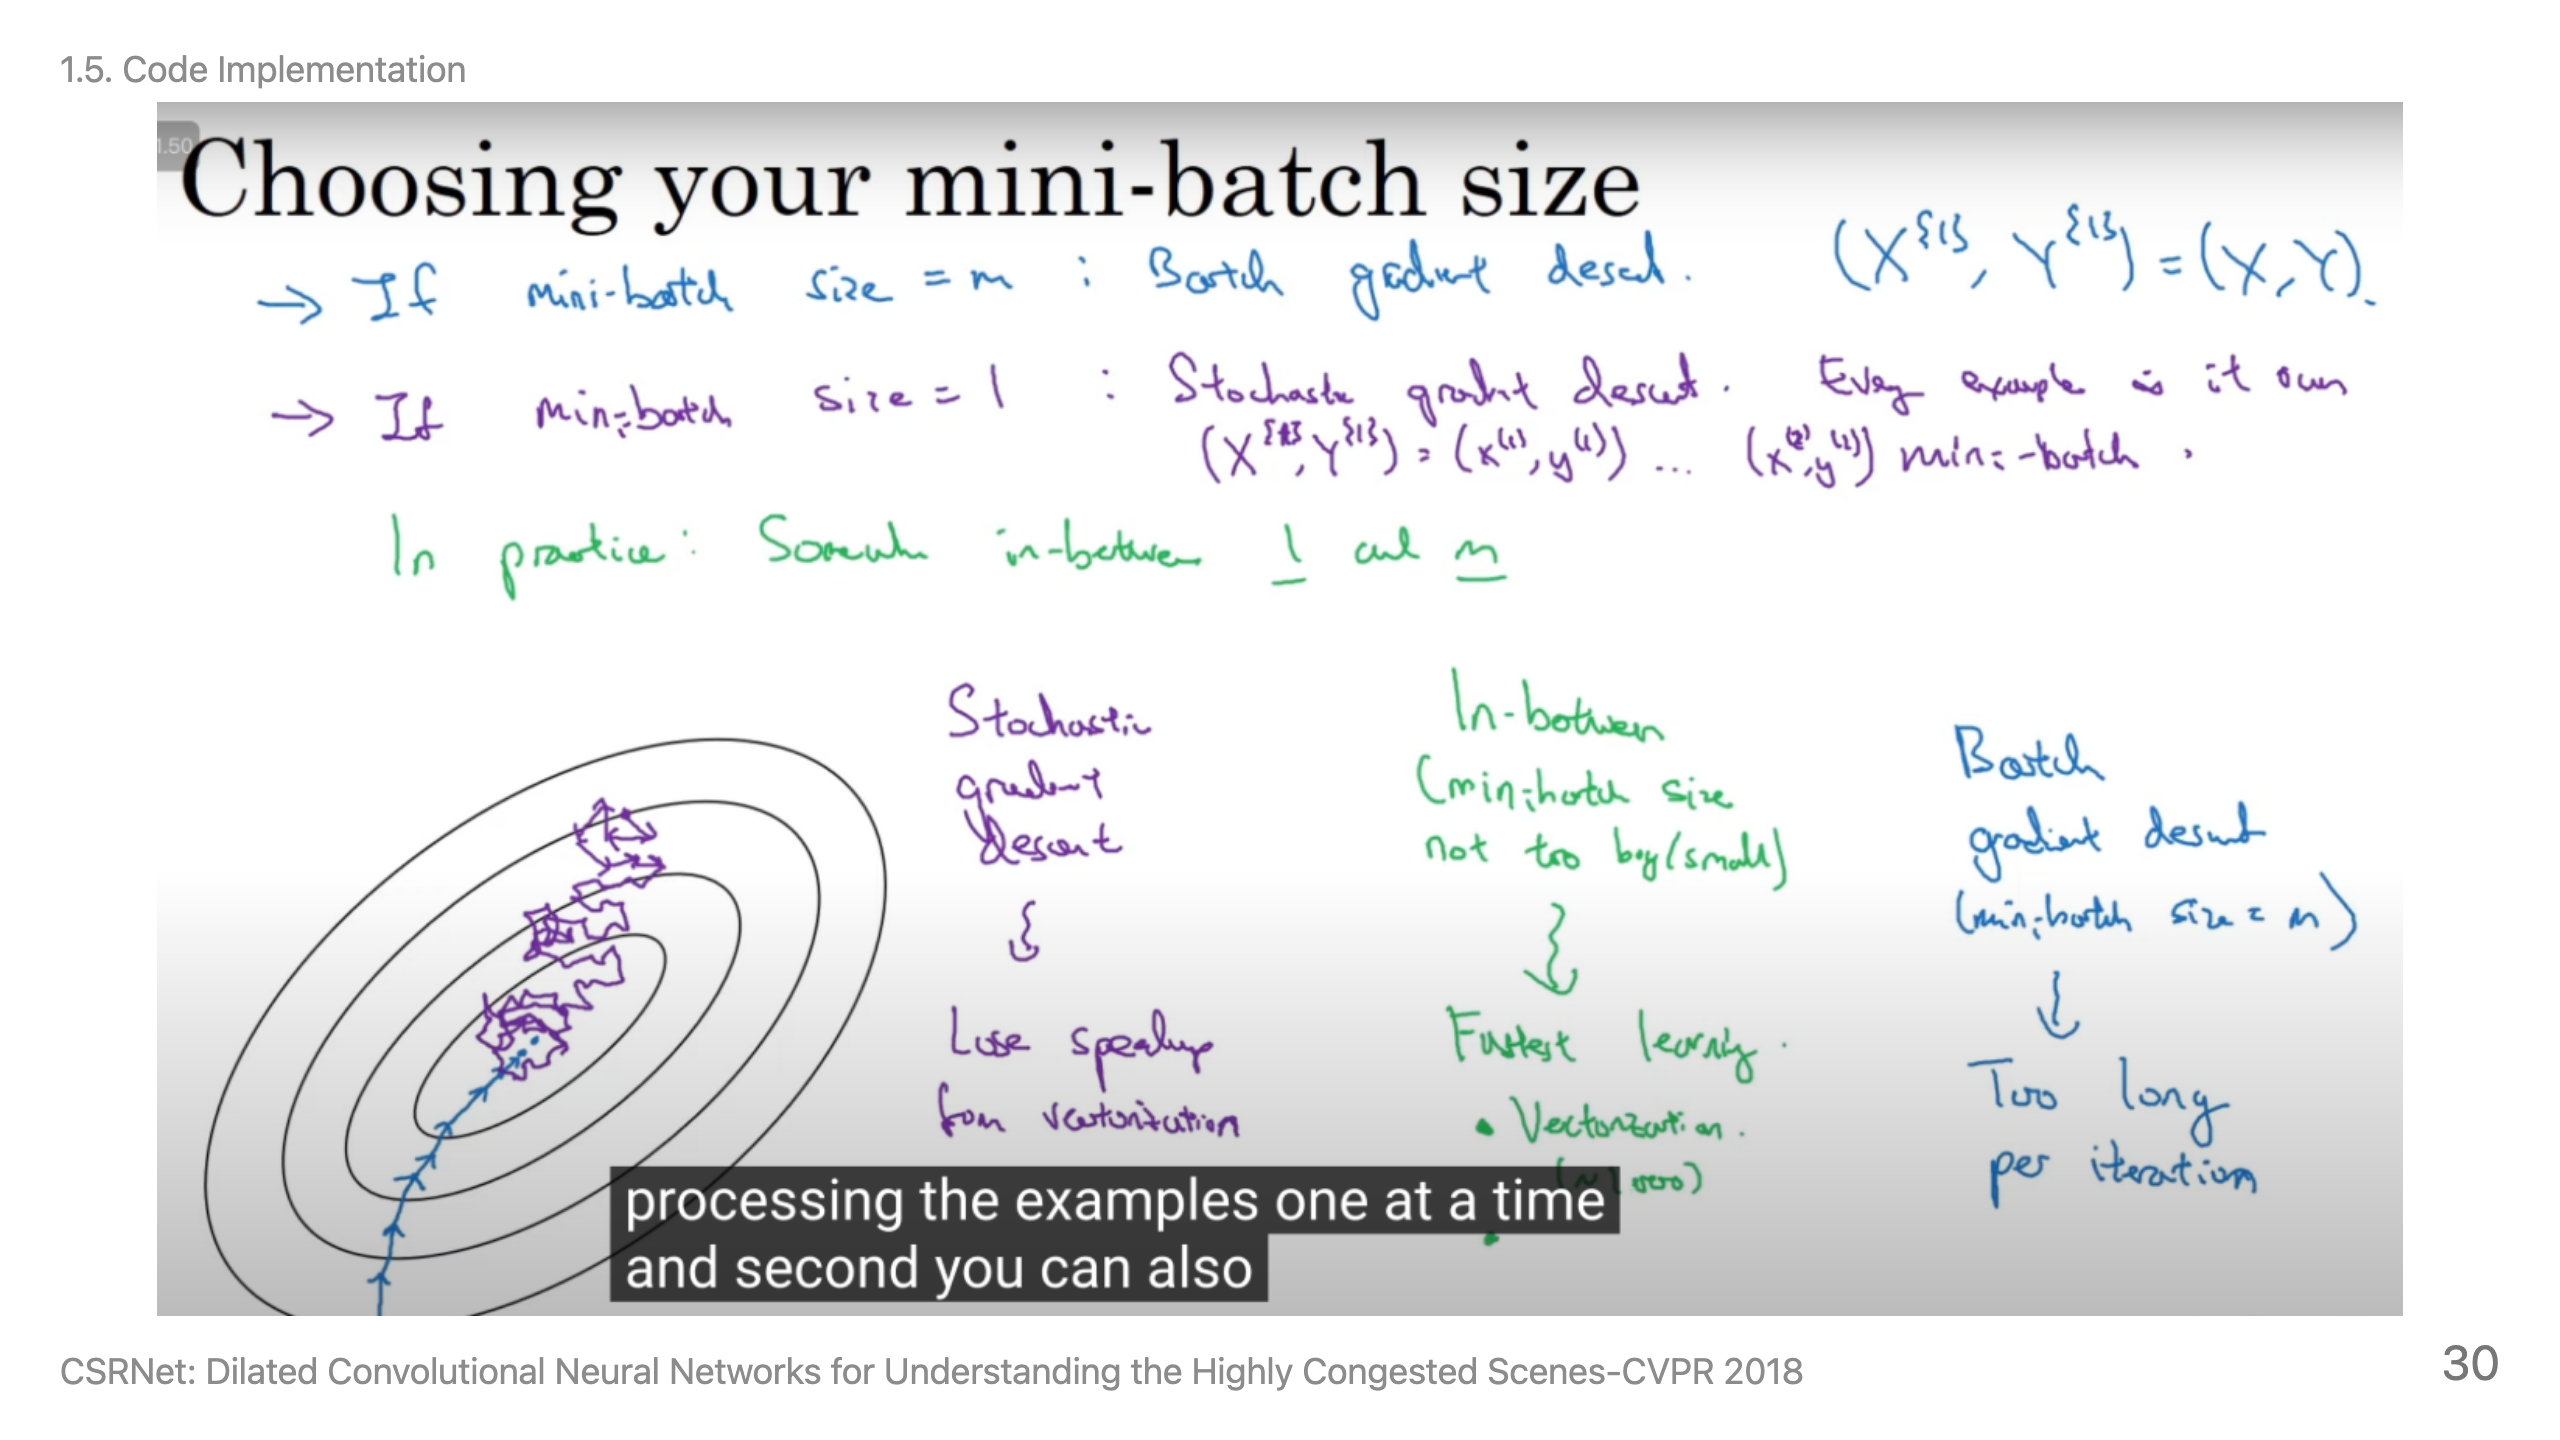 1.5. Code Implementation
1.50
Choosing your mini-batch size
→ If mini-batch size = m : Batch gradient descent. (X^{1}, Y^{1}) = (X, Y).
→ If mini-batch size = 1 : Stochastic gradient descent. Every example is it own
(X^{1}, Y^{1}) = (x^(1), y^(1)) ... (x^(2), y^(2)) mini-batch.
In practice: Somewhere in-between 1 and m
Stochastic
gradient
descent
Lose speedup
from vectorization
In-between
(mini-batch size
not too big/small)
Fastest learning.
• Vectorization.
(~1000)
Batch
gradient descent
(mini-batch size = m)
Too long
per iteration
processing the examples one at a time
and second you can also
CSRNet: Dilated Convolutional Neural Networks for Understanding the Highly Congested Scenes-CVPR 2018
30